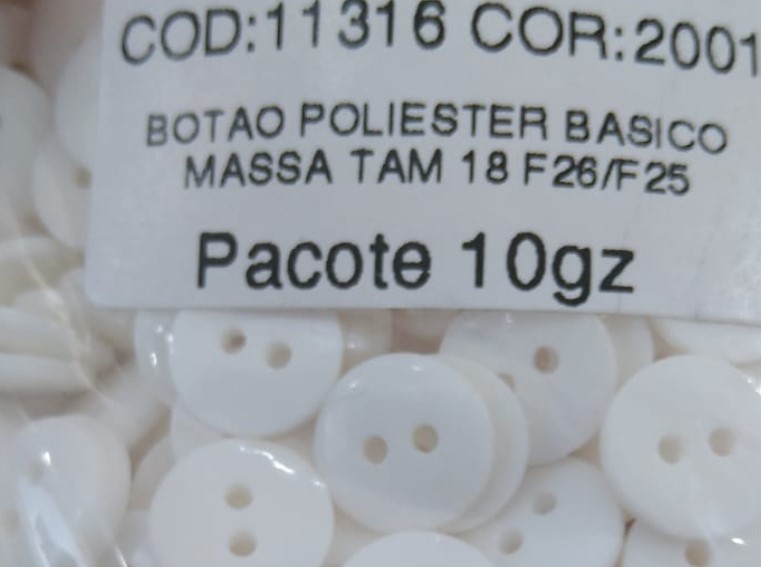 COD:11316 COR:2001
BOTAO POLIESTER BASICO
MASSA TAM 18 F26/F25
Pacote 10gz